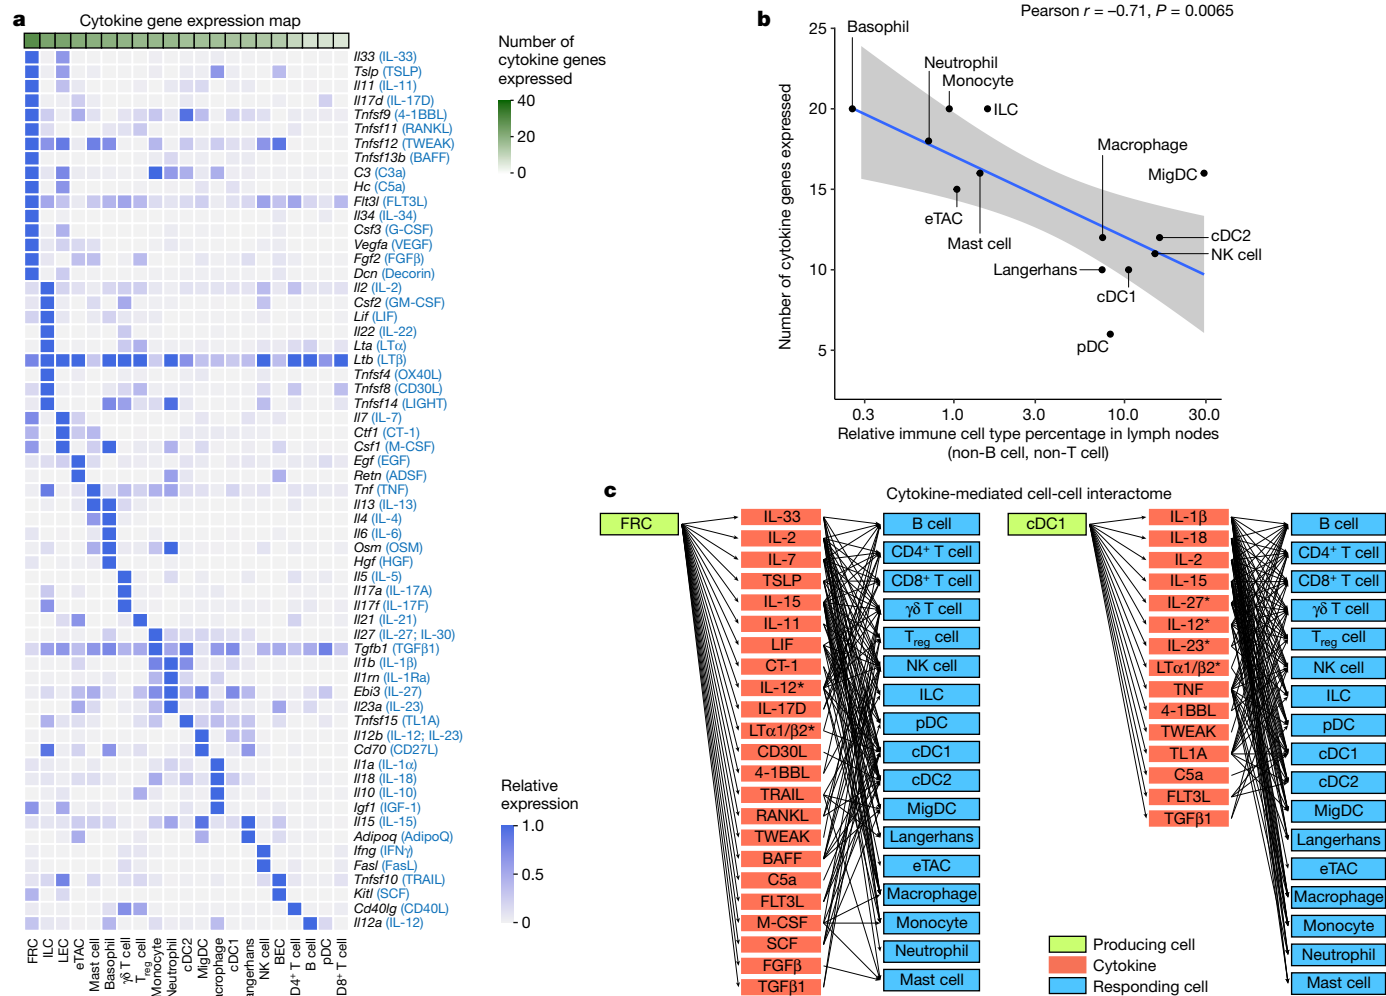 a
Cytokine gene expression map
Number of
cytokine genes
expressed
40
20
0
Il33 (IL-33)
Tslp (TSLP)
Il11 (IL-11)
Il17d (IL-17D)
Tnfsf9 (4-1BBL)
Tnfsf11 (RANKL)
Tnfsf12 (TWEAK)
Tnfsf13b (BAFF)
C3 (C3a)
Hc (C5a)
Flt3l (FLT3L)
Il34 (IL-34)
Csf3 (G-CSF)
Vegfa (VEGF)
Fgf2 (FGFβ)
Dcn (Decorin)
Il2 (IL-2)
Csf2 (GM-CSF)
Lif (LIF)
Il22 (IL-22)
Lta (LTα)
Ltb (LTβ)
Tnfsf4 (OX40L)
Tnfsf8 (CD30L)
Tnfsf14 (LIGHT)
Il7 (IL-7)
Ctf1 (CT-1)
Csf1 (M-CSF)
Egf (EGF)
Retn (ADSF)
Tnf (TNF)
Il13 (IL-13)
Il4 (IL-4)
Il6 (IL-6)
Osm (OSM)
Hgf (HGF)
Il5 (IL-5)
Il17a (IL-17A)
Il17f (IL-17F)
Il21 (IL-21)
Il27 (IL-27; IL-30)
Tgfb1 (TGFβ1)
Il1b (IL-1β)
Il1rn (IL-1Ra)
Ebi3 (IL-27)
Il23a (IL-23)
Tnfsf15 (TL1A)
Il12b (IL-12; IL-23)
Cd70 (CD27L)
Il1a (IL-1α)
Il18 (IL-18)
Il10 (IL-10)
Igf1 (IGF-1)
Il15 (IL-15)
Adipoq (AdipoQ)
Ifng (IFNγ)
Fasl (FasL)
Tnfsf10 (TRAIL)
Kitl (SCF)
Cd40lg (CD40L)
Il12a (IL-12)
Relative
expression
1.0
0.5
0
FRC
ILC
LEC
eTAC
Mast cell
Basophil
γδ T cell
Treg cell
Monocyte
Neutrophil
cDC2
MigDC
acrophage
cDC1
angerhans
NK cell
BEC
D4+ T cell
B cell
pDC
D8+ T cell
b
Pearson r = –0.71, P = 0.0065
Number of cytokine genes expressed
25
20
15
10
5
Basophil
Neutrophil
Monocyte
ILC
Macrophage
MigDC
eTAC
Mast cell
cDC2
NK cell
Langerhans
cDC1
pDC
0.3 1.0 3.0 10.0 30.0
Relative immune cell type percentage in lymph nodes
(non-B cell, non-T cell)
c
Cytokine-mediated cell-cell interactome
FRC
IL-33
IL-2
IL-7
TSLP
IL-15
IL-11
LIF
CT-1
IL-12*
IL-17D
LTα1/β2*
CD30L
4-1BBL
TRAIL
RANKL
TWEAK
BAFF
C5a
FLT3L
M-CSF
SCF
FGFβ
TGFβ1
B cell
CD4+ T cell
CD8+ T cell
γδ T cell
Treg cell
NK cell
ILC
pDC
cDC1
cDC2
MigDC
Langerhans
eTAC
Macrophage
Monocyte
Neutrophil
Mast cell
cDC1
IL-1β
IL-18
IL-2
IL-15
IL-27*
IL-12*
IL-23*
LTα1/β2*
TNF
4-1BBL
TWEAK
TL1A
C5a
FLT3L
TGFβ1
B cell
CD4+ T cell
CD8+ T cell
γδ T cell
Treg cell
NK cell
ILC
pDC
cDC1
cDC2
MigDC
Langerhans
eTAC
Macrophage
Monocyte
Neutrophil
Mast cell
Producing cell
Cytokine
Responding cell